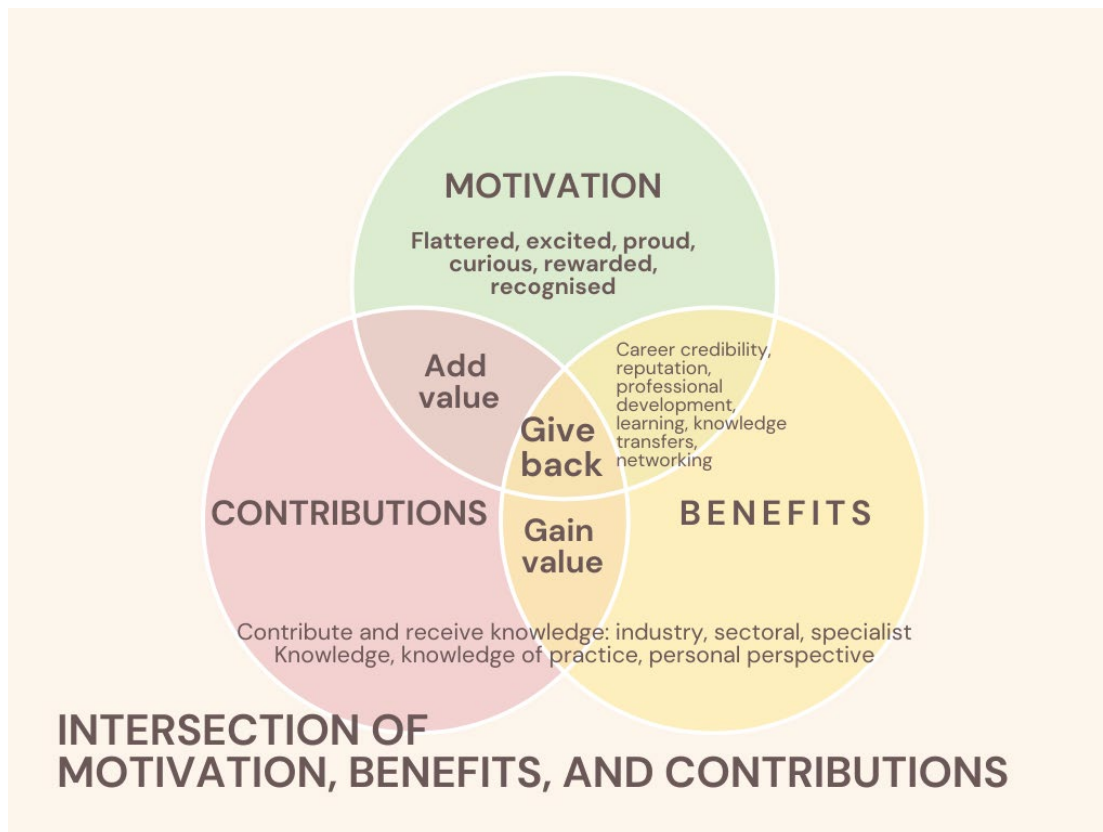 MOTIVATION
Flattered, excited, proud,
curious, rewarded,
recognised
Add
value
Career credibility,
reputation,
professional
development,
learning, knowledge
transfers,
networking
Give
back
CONTRIBUTIONS
BENEFITS
Gain
value
Contribute and receive knowledge: industry, sectoral, specialist
Knowledge, knowledge of practice, personal perspective
INTERSECTION OF
MOTIVATION, BENEFITS, AND CONTRIBUTIONS